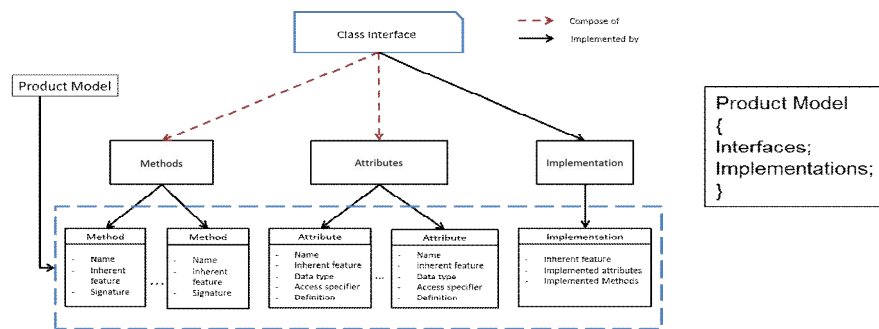 Class Interface
Compose of
Implemented by
Product Model
Product Model
{
Interfaces;
Implementations;
}
Methods
Attributes
Implementation
Method
- Name
- Inherent
feature
- Signature
...
Method
- Name
- Inherent
feature
- Signature
Attribute
- Name
- Inherent feature
- Data type
- Access specifier
- Definition
...
Attribute
- Name
- Inherent feature
- Data type
- Access specifier
- Definition
Implementation
- Inherent feature
- Implemented attributes
- Implemented Methods